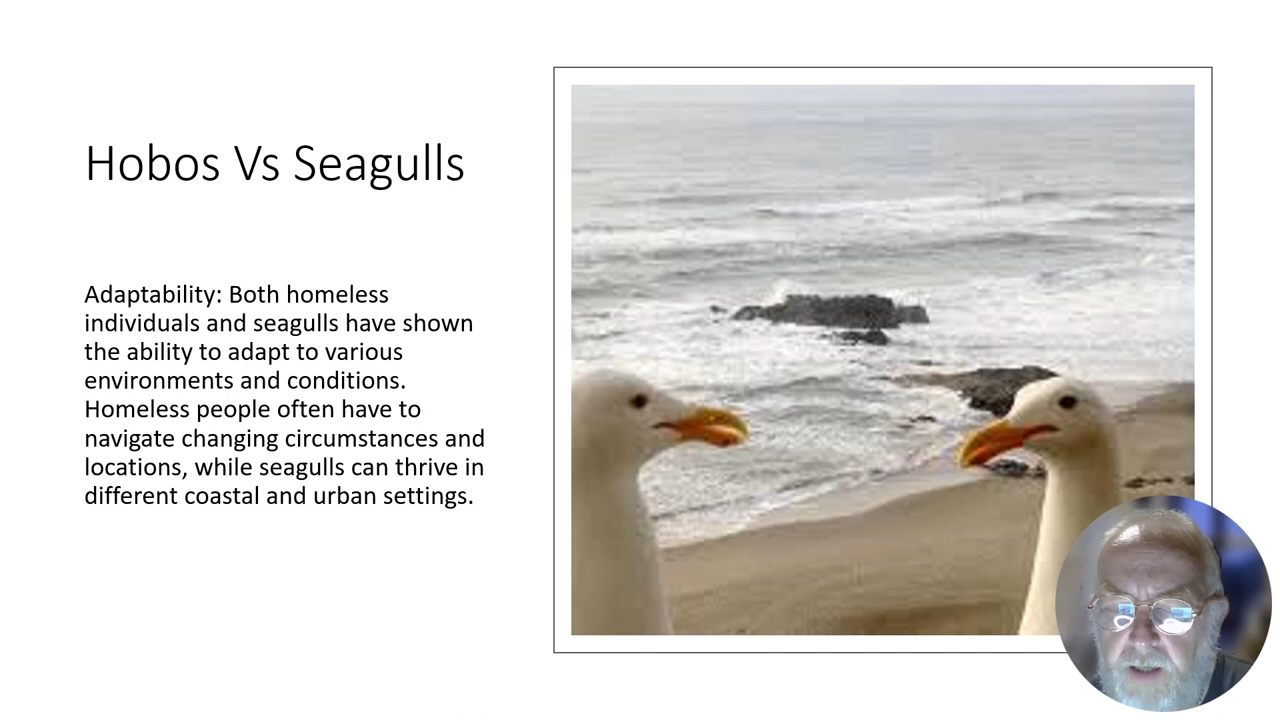 Hobos Vs Seagulls
Adaptability: Both homeless
individuals and seagulls have shown
the ability to adapt to various
environments and conditions.
Homeless people often have to
navigate changing circumstances and
locations, while seagulls can thrive in
different coastal and urban settings.